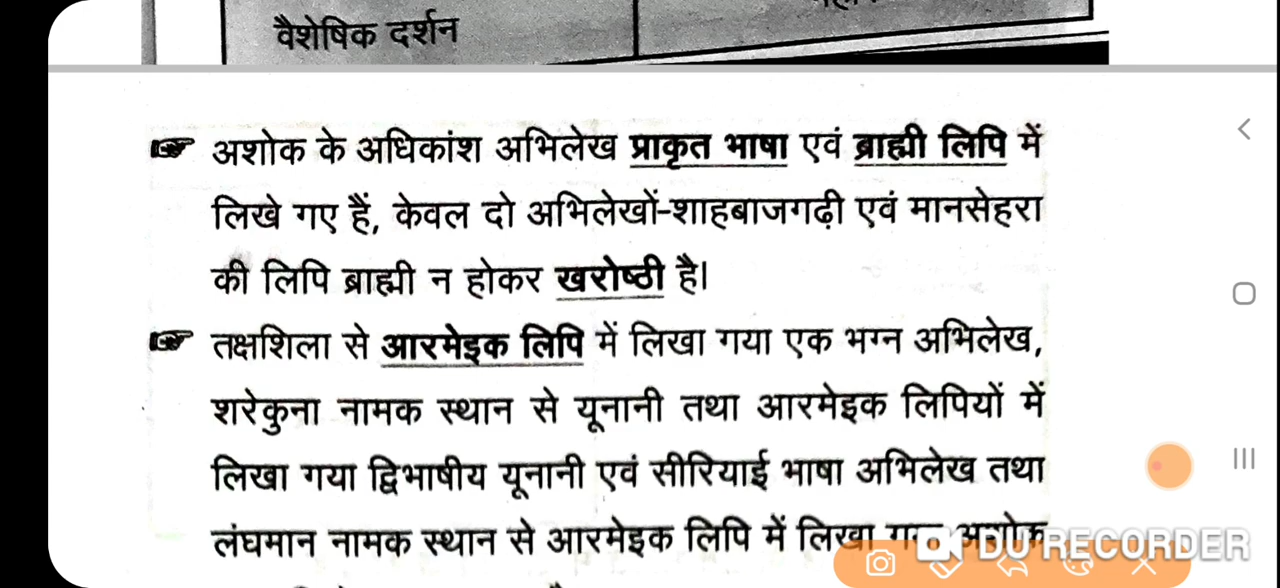 वैशेषिक दर्शन
☞ अशोक के अधिकांश अभिलेख प्राकृत भाषा एवं ब्राह्मी लिपि में
लिखे गए हैं, केवल दो अभिलेखों-शाहबाजगढ़ी एवं मानसेहरा
की लिपि ब्राह्मी न होकर खरोष्ठी है।
☞ तक्षशिला से आरमेइक लिपि में लिखा गया एक भग्न अभिलेख,
शरेकुना नामक स्थान से यूनानी तथा आरमेइक लिपियों में
लिखा गया द्विभाषीय यूनानी एवं सीरियाई भाषा अभिलेख तथा
लंघमान नामक स्थान से आरमेइक लिपि में लिखा गया अशोक
DU RECORDER